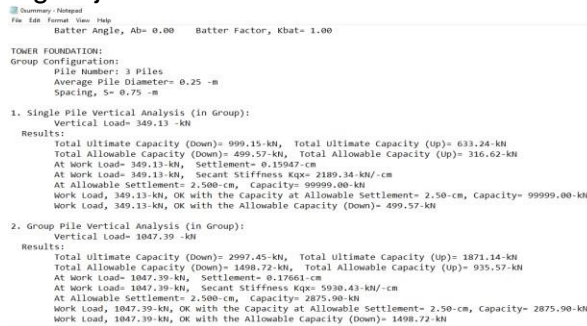 0summary - Notepad
File Edit Format View Help
Batter Angle, Ab= 0.00 Batter Factor, Kbat= 1.00
TOWER FOUNDATION:
Group Configuration:
Pile Number: 3 Piles
Average Pile Diameter= 0.25 -m
Spacing, S= 0.75 -m
1. Single Pile Vertical Analysis (in Group):
Vertical Load= 349.13 -kN
Results:
Total Ultimate Capacity (Down)= 999.15-kN, Total Ultimate Capacity (Up)= 633.24-kN
Total Allowable Capacity (Down)= 499.57-kN, Total Allowable Capacity (Up)= 316.62-kN
At Work Load= 349.13-kN, Settlement= 0.15947-cm
At Work Load= 349.13-kN, Secant Stiffness Kqx= 2189.34-kN/-cm
At Allowable Settlement= 2.500-cm, Capacity= 99999.00-kN
Work Load, 349.13-kN, OK with the Capacity at Allowable Settlement= 2.50-cm, Capacity= 99999.00-kN
Work Load, 349.13-kN, OK with the Allowable Capacity (Down)= 499.57-kN
2. Group Pile Vertical Analysis (in Group):
Vertical Load= 1047.39 -kN
Results:
Total Ultimate Capacity (Down)= 2997.45-kN, Total Ultimate Capacity (Up)= 1871.14-kN
Total Allowable Capacity (Down)= 1498.72-kN, Total Allowable Capacity (Up)= 935.57-kN
At Work Load= 1047.39-kN, Settlement= 0.17661-cm
At Work Load= 1047.39-kN, Secant Stiffness Kqx= 5930.43-kN/-cm
At Allowable Settlement= 2.500-cm, Capacity= 2875.90-kN
Work Load, 1047.39-kN, OK with the Capacity at Allowable Settlement= 2.50-cm, Capacity= 2875.90-kN
Work Load, 1047.39-kN, OK with the Allowable Capacity (Down)= 1498.72-kN